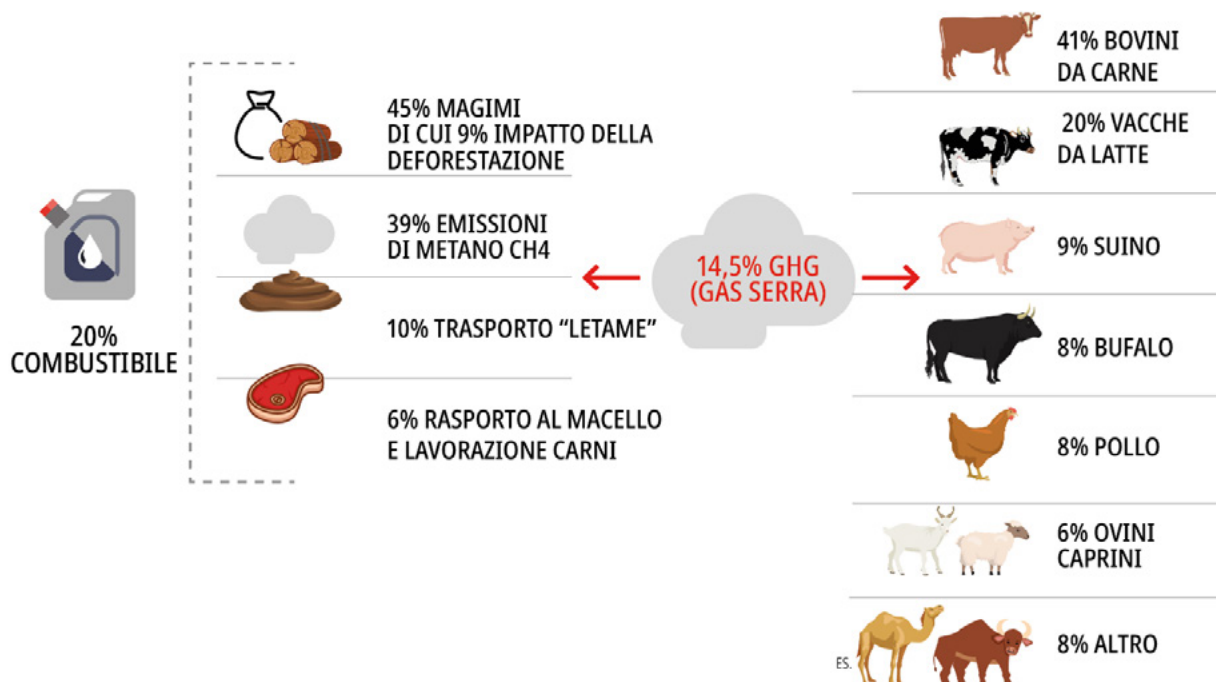 20%
COMBUSTIBILE
45% MAGIMI
DI CUI 9% IMPATTO DELLA
DEFORESTAZIONE
39% EMISSIONI
DI METANO CH4
10% TRASPORTO “LETAME”
6% RASPORTO AL MACELLO
E LAVORAZIONE CARNI
14,5% GHG
(GAS SERRA)
41% BOVINI
DA CARNE
20% VACCHE
DA LATTE
9% SUINO
8% BUFALO
8% POLLO
6% OVINI
CAPRINI
ES.
8% ALTRO